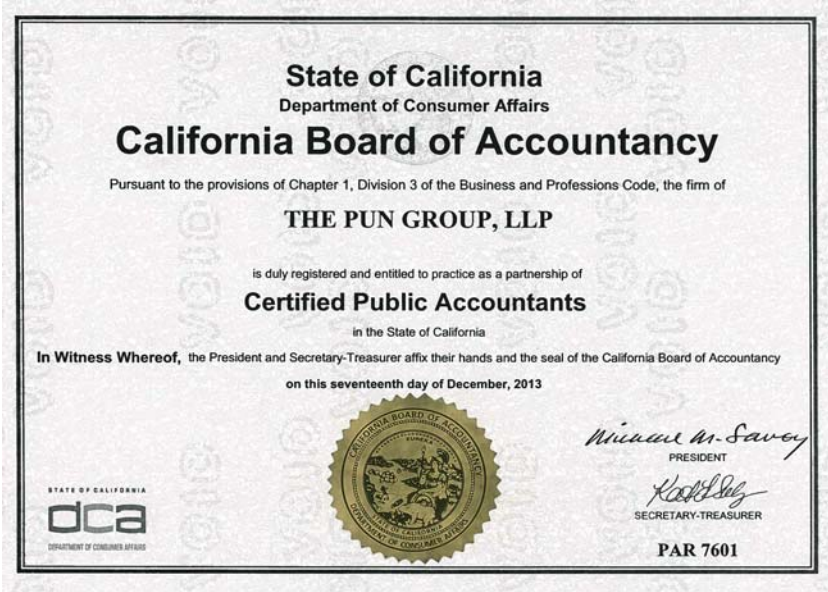 State of California
Department of Consumer Affairs
California Board of Accountancy
Pursuant to the provisions of Chapter 1, Division 3 of the Business and Professions Code, the firm of
THE PUN GROUP, LLP
is duly registered and entitled to practice as a partnership of
Certified Public Accountants
in the State of California
In Witness Whereof, the President and Secretary-Treasurer affix their hands and the seal of the California Board of Accountancy
on this seventeenth day of December, 2013
CALIFORNIA BOARD OF ACCOUNTANCY
EUREKA
STATE OF CALIFORNIA
DEPARTMENT OF CONSUMER AFFAIRS
M. Savoy
PRESIDENT
SECRETARY-TREASURER
PAR 7601
STATE OF CALIFORNIA
dca
DEPARTMENT OF CONSUMER AFFAIRS
VOID